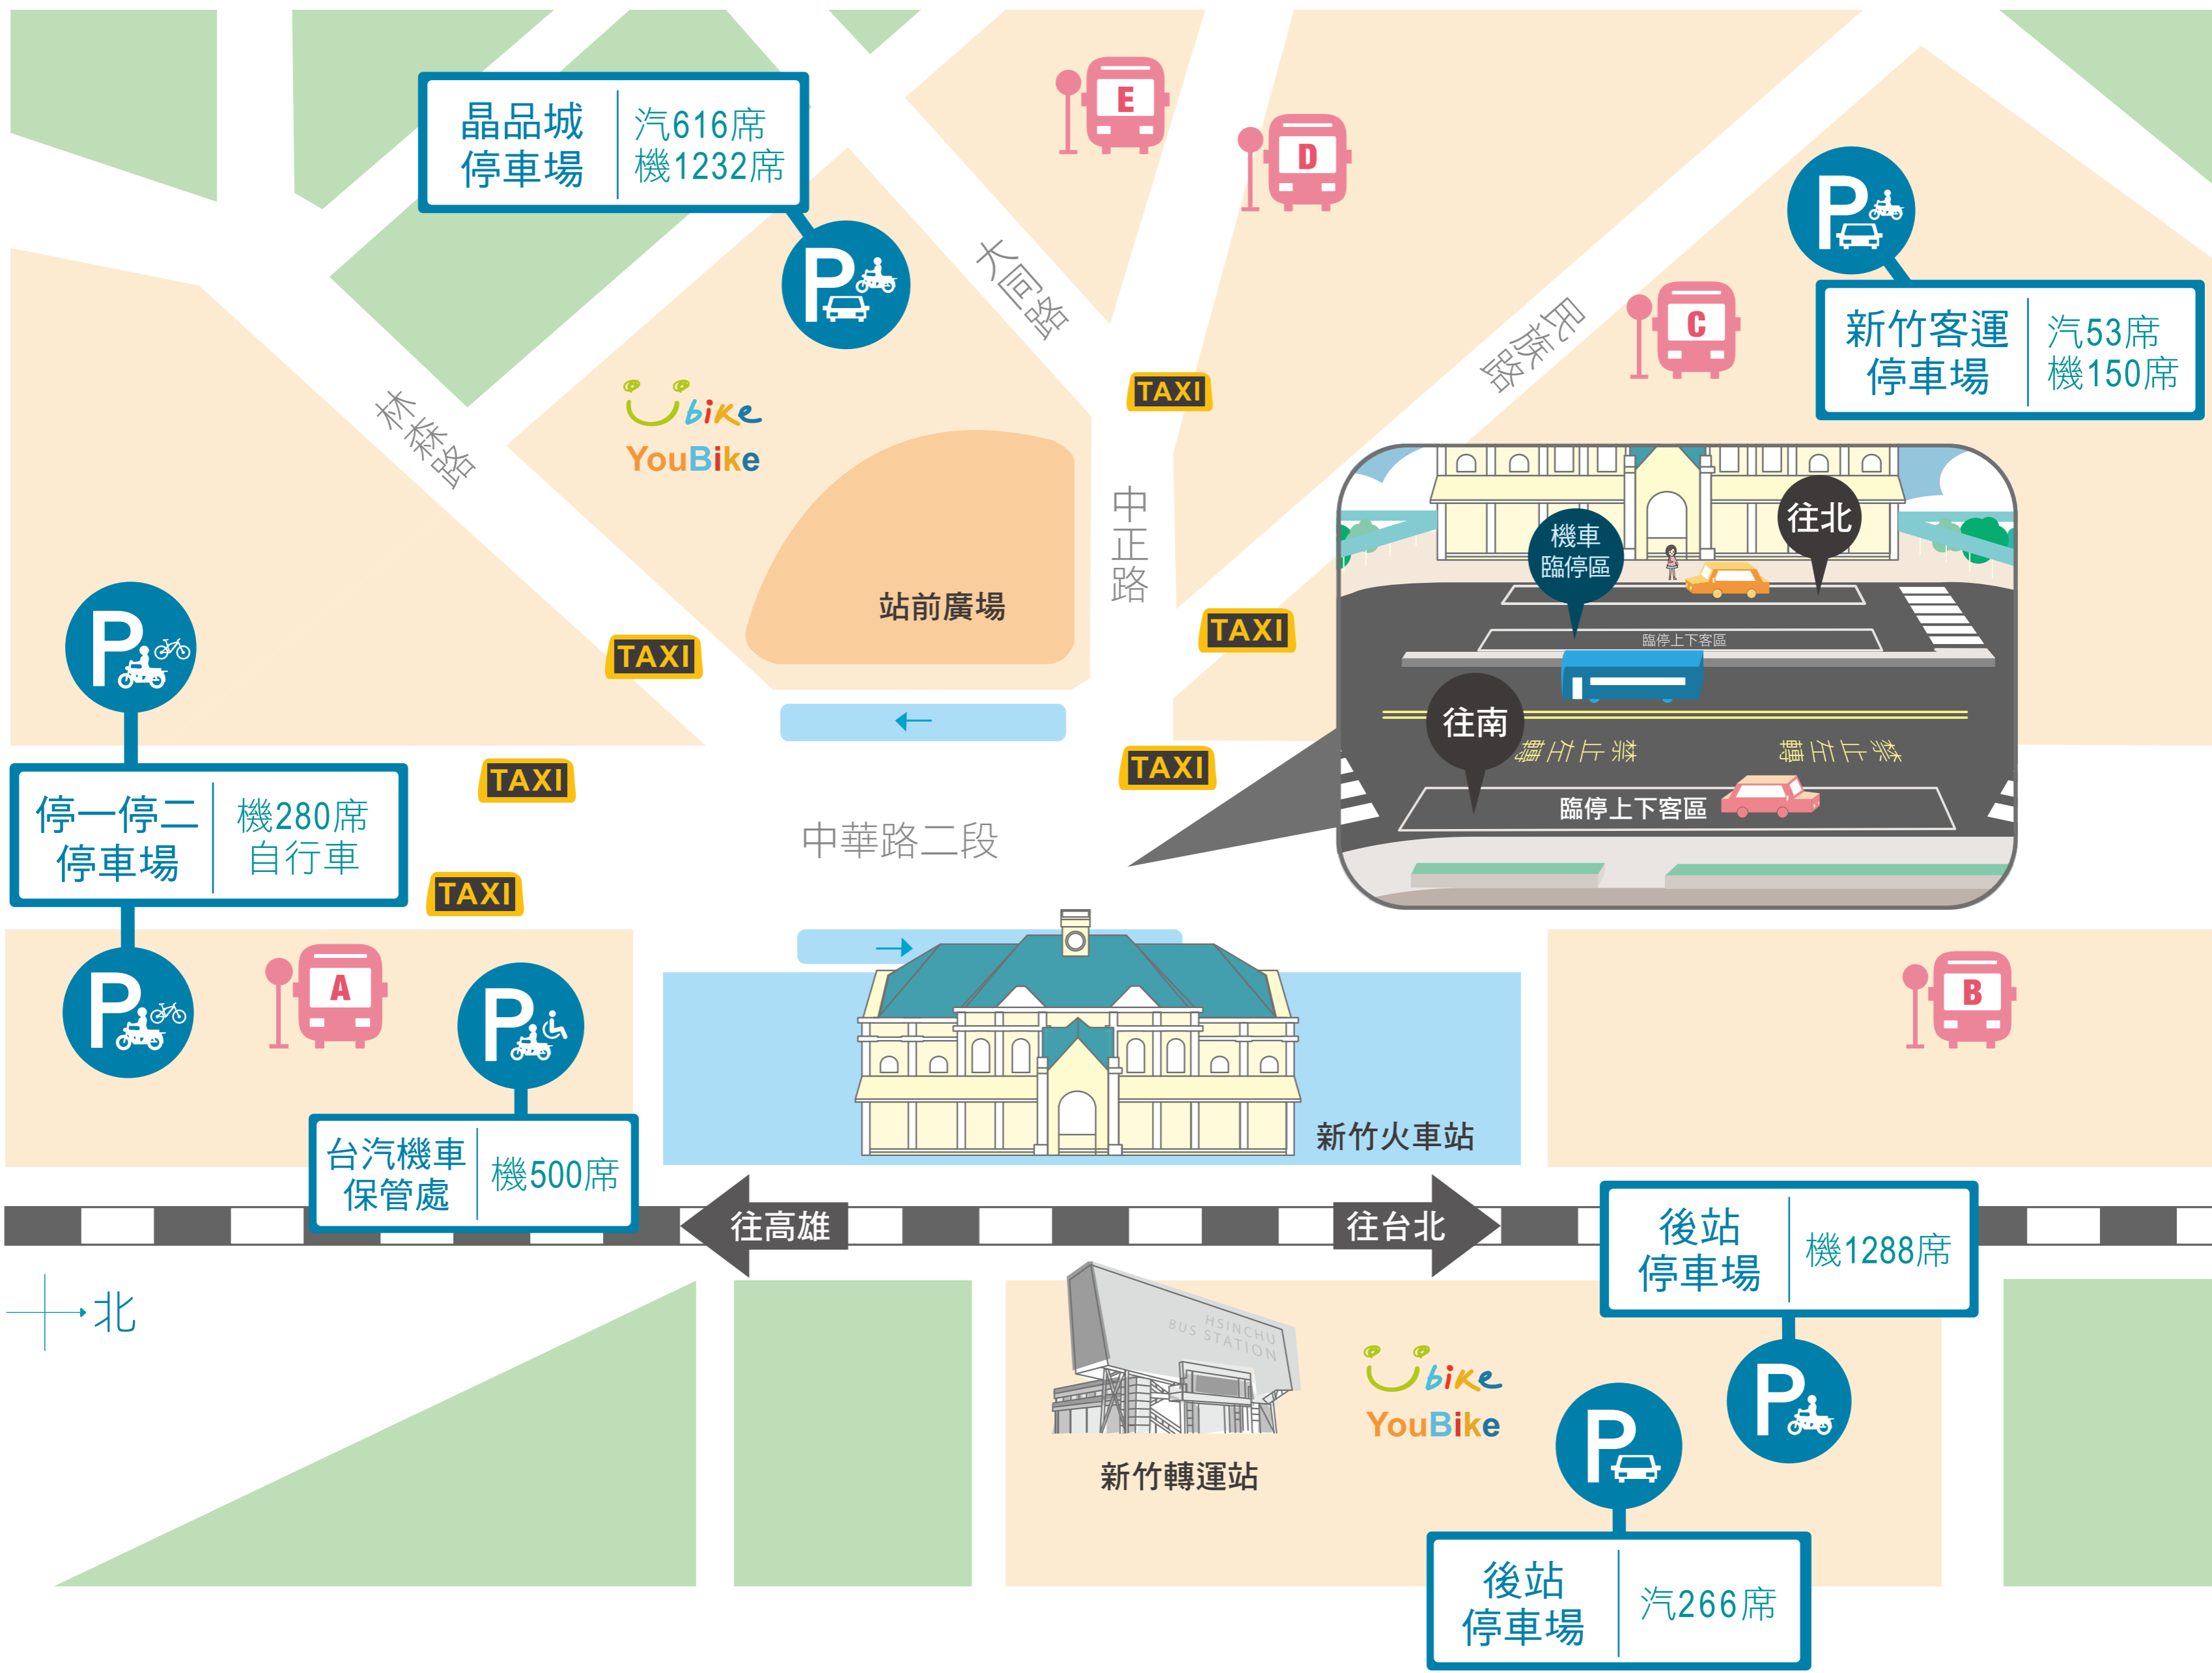 晶品城
停車場
汽616席
機1232席
E
D
C
P
P
新竹客運
停車場
汽53席
機150席
大同路
民族路
林森路
中正路
Ubike
YouBike
TAXI
站前廣場
TAXI
TAXI
TAXI
TAXI
TAXI
往北
機車
臨停區
臨停上下客區
往南
禁止左轉
禁止左轉
臨停上下客區
P
停一停二
停車場
機280席
自行車
P
中華路二段
A
P
B
台汽機車
保管處
機500席
新竹火車站
往高雄
往台北
後站
停車場
機1288席
北
HSINCHU
BUS STATION
新竹轉運站
Ubike
YouBike
P
P
後站
停車場
汽266席